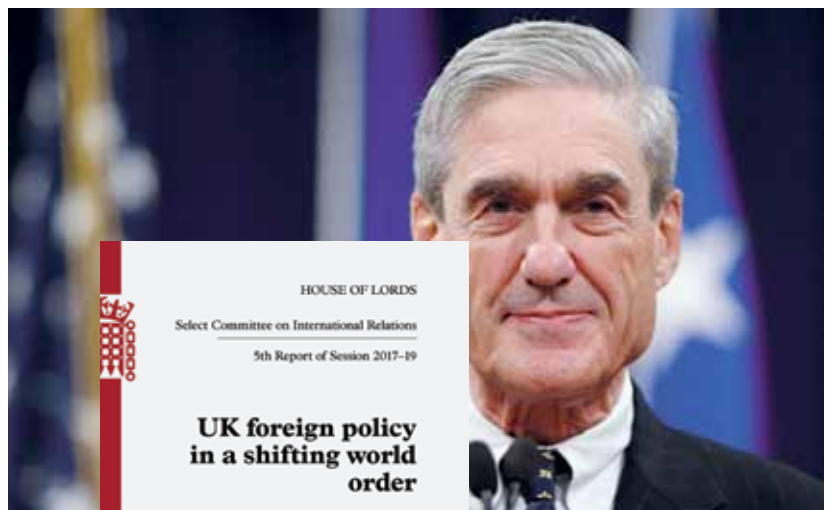 HOUSE OF LORDS
Select Committee on International Relations
5th Report of Session 2017–19
UK foreign policy
in a shifting world
order